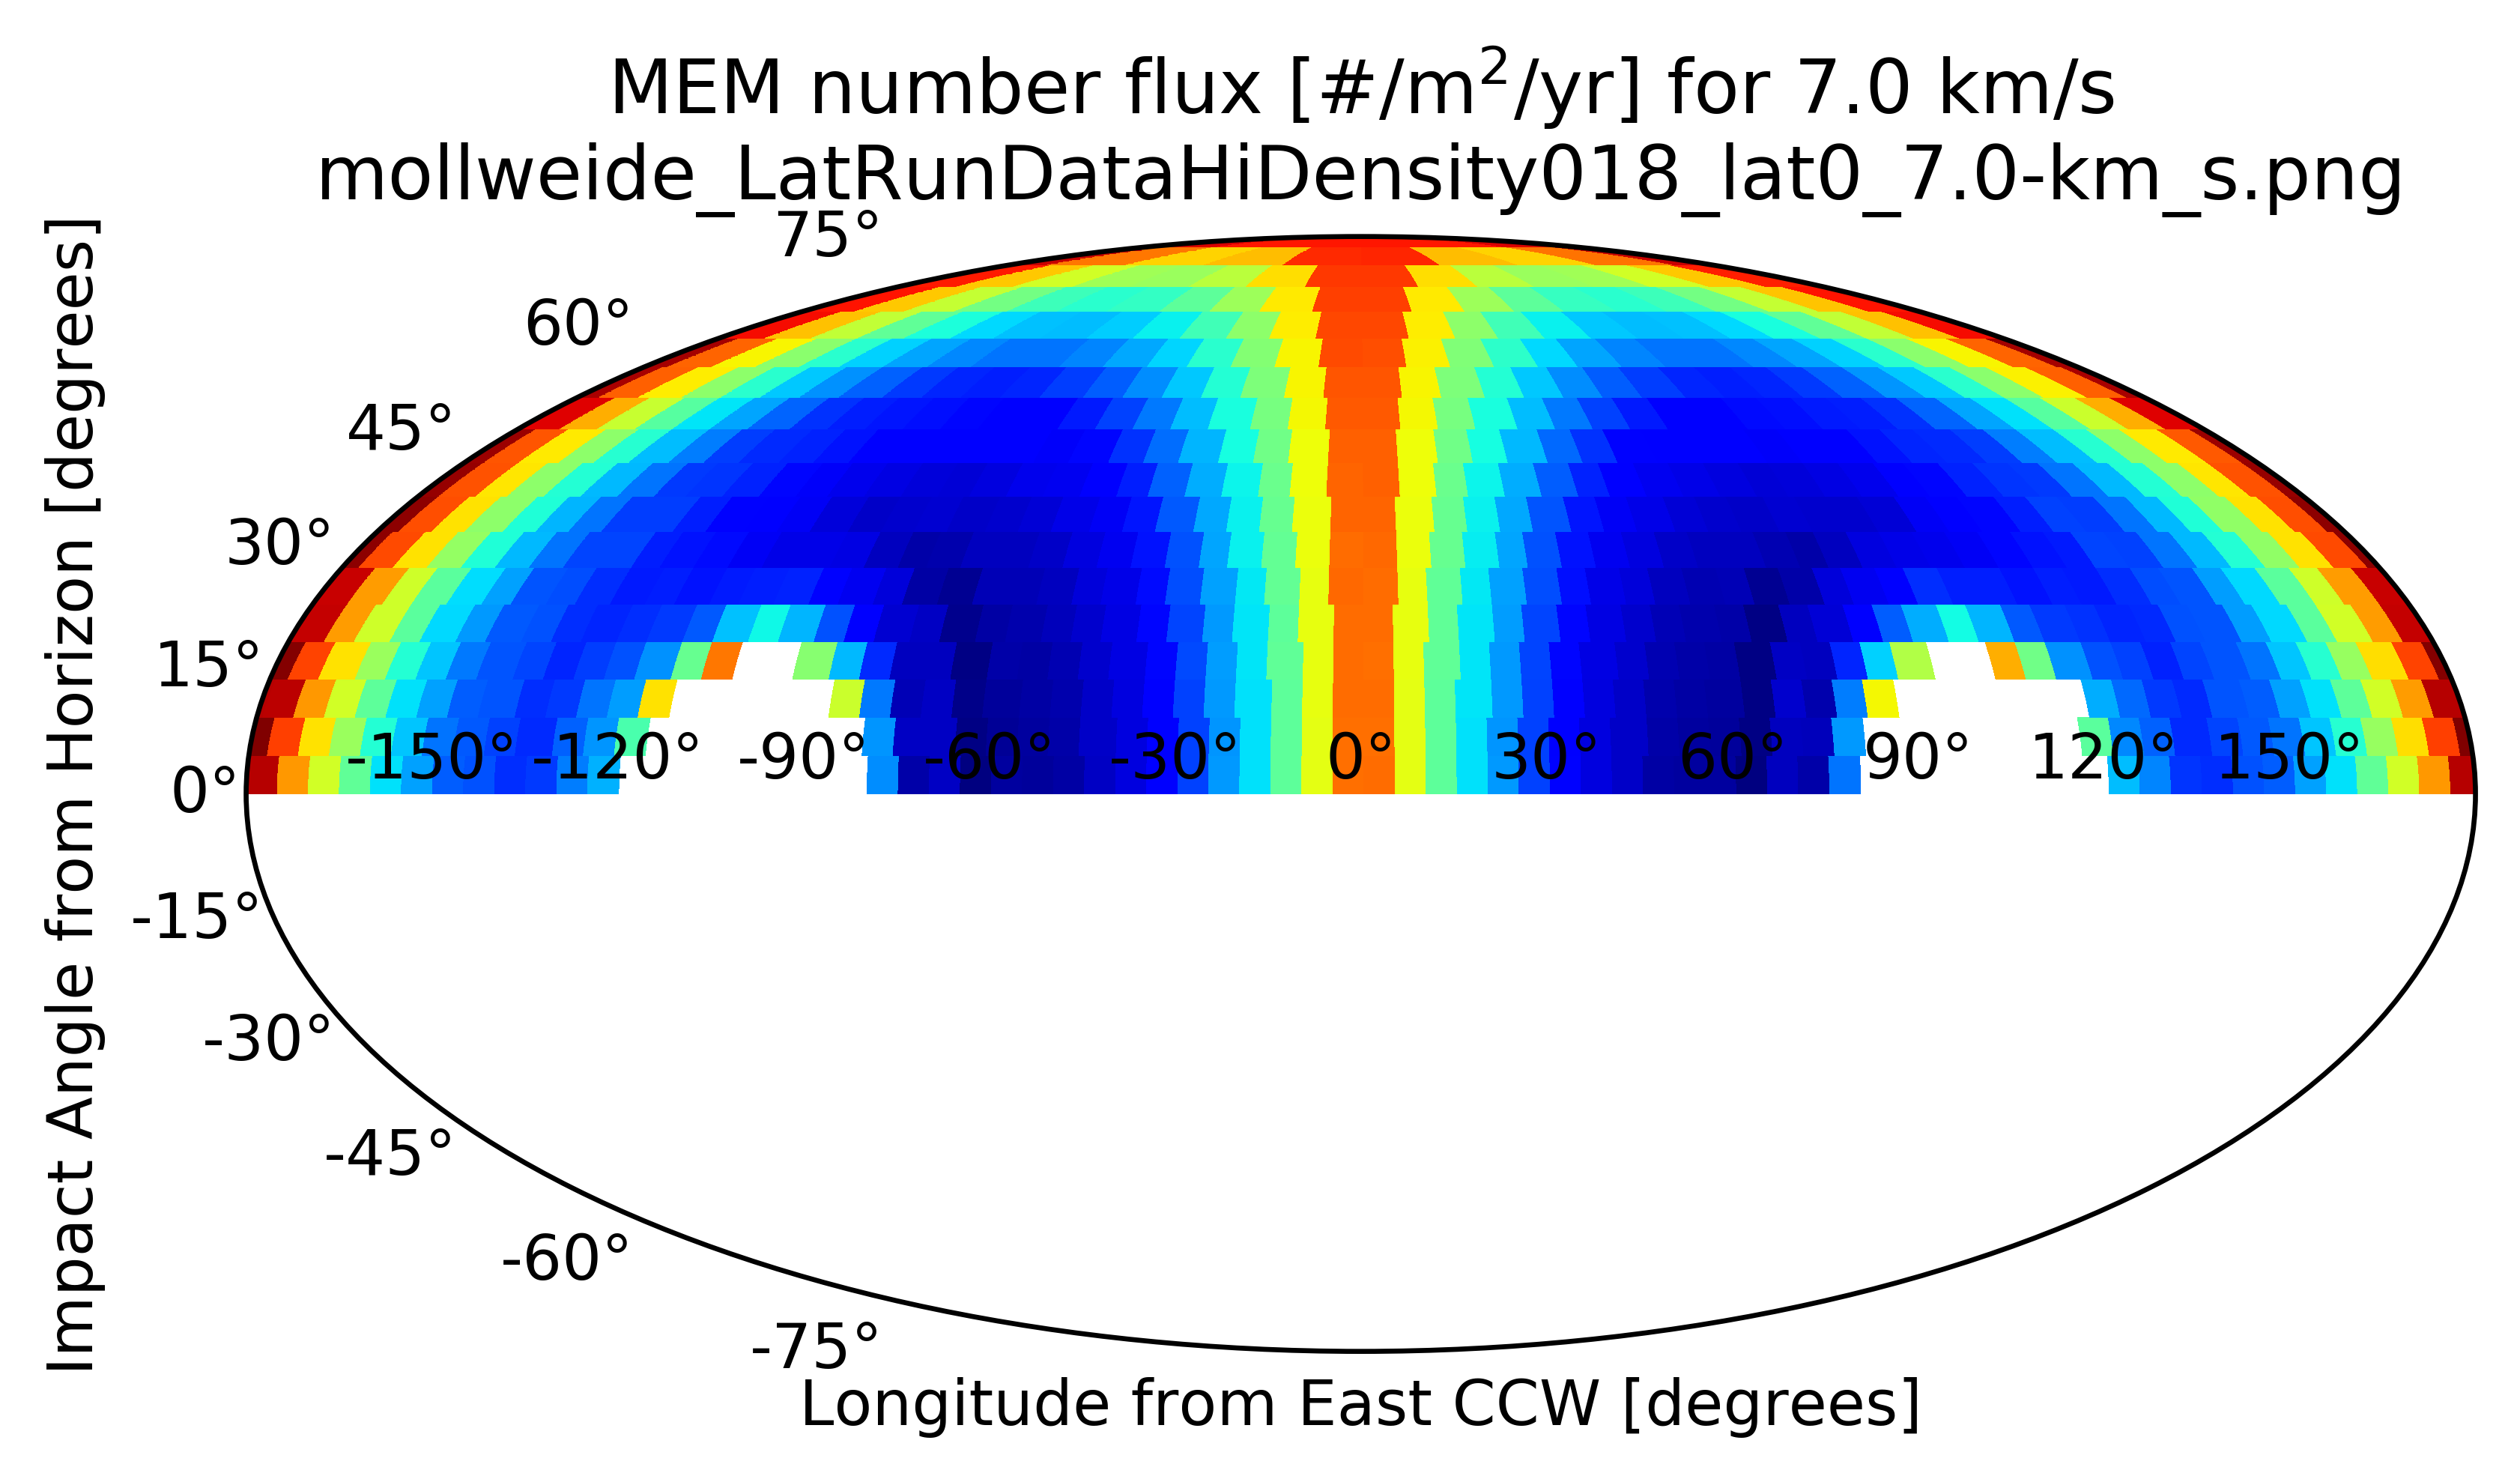 MEM number flux [#/m²/yr] for 7.0 km/s
mollweide_LatRunDataHiDensity018_lat0_7.0-km_s.png
Impact Angle from Horizon [degrees]
75°
60°
45°
30°
15°
0°
-15°
-30°
-45°
-60°
-75°
-150° -120° -90° -60° -30° 0° 30° 60° 90° 120° 150°
Longitude from East CCW [degrees]